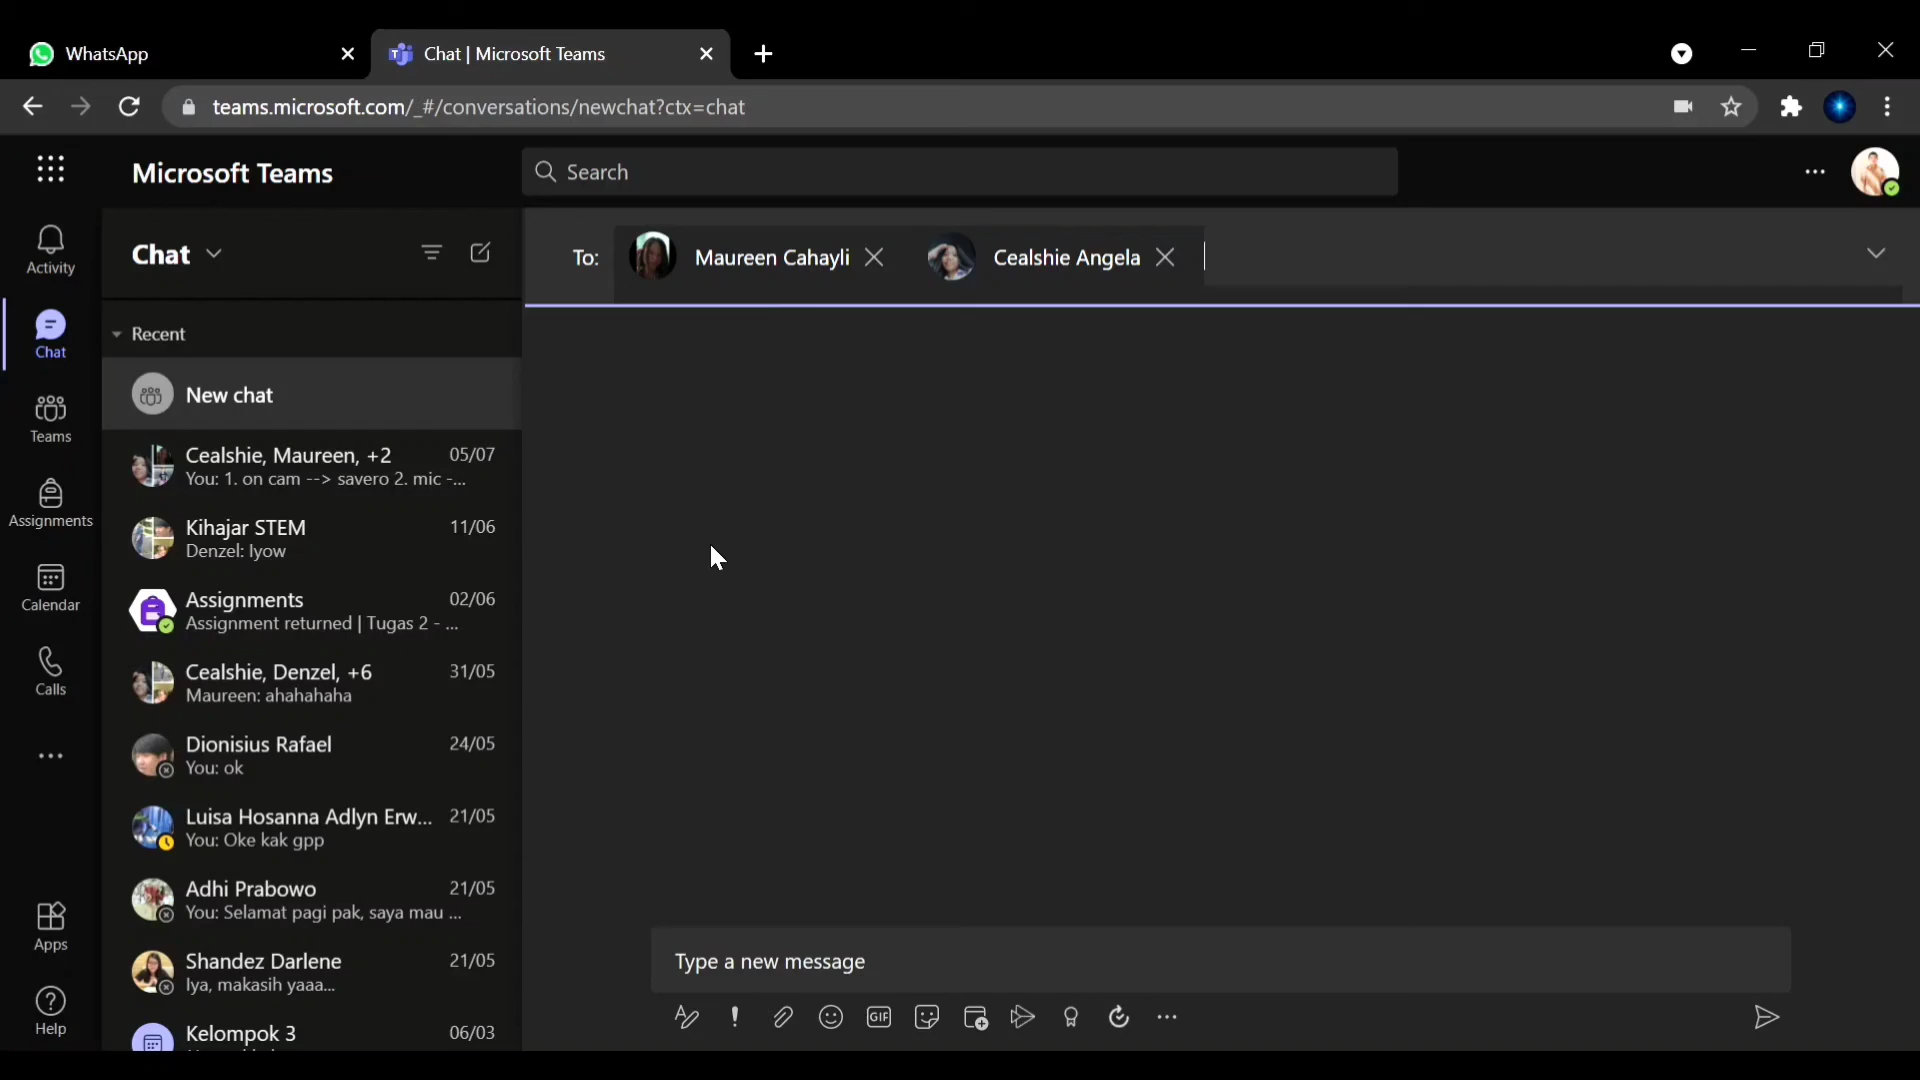 WhatsApp
Chat | Microsoft Teams
teams.microsoft.com/_#/conversations/newchat?ctx=chat
Microsoft Teams
Search
Activity
Chat
Teams
Assignments
Calendar
Calls
Apps
Help
Chat
Recent
New chat
Cealshie, Maureen, +2 05/07
You: 1. on cam --> savero 2. mic -...
Kihajar STEM 11/06
Denzel: Iyow
Assignments 02/06
Assignment returned | Tugas 2 - ...
Cealshie, Denzel, +6 31/05
Maureen: ahahahaha
Dionisius Rafael 24/05
You: ok
Luisa Hosanna Adlyn Erw... 21/05
You: Oke kak gpp
Adhi Prabowo 21/05
You: Selamat pagi pak, saya mau ...
Shandez Darlene 21/05
Iya, makasih yaaa...
Kelompok 3 06/03
To: Maureen Cahayli Cealshie Angela
Type a new message
GIF